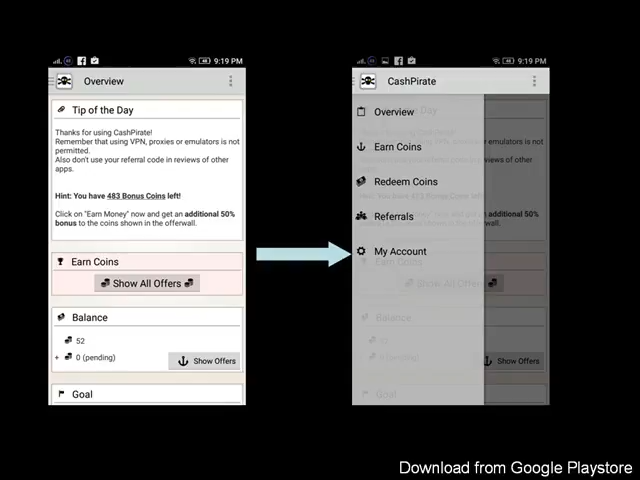 9:19 PM
Overview
Tip of the Day
Thanks for using CashPirate!
Remember that using VPN, proxies or emulators is not
permitted.
Also don't use your referral code in reviews of other
apps.
Hint: You have 483 Bonus Coins left!
Click on "Earn Money" now and get an additional 50%
bonus to the coins shown in the offerwall.
Earn Coins
Show All Offers
Balance
52
+ 0 (pending)
Show Offers
Goal
9:19 PM
CashPirate
Overview
Earn Coins
Redeem Coins
Referrals
My Account
Show Offers
Download from Google Playstore